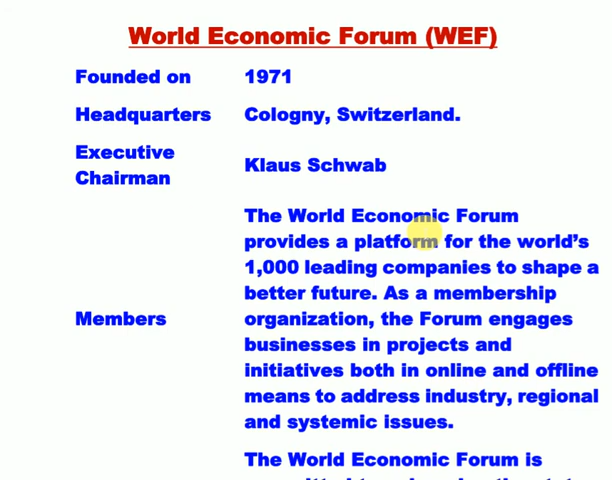 World Economic Forum (WEF)
Founded on 1971
Headquarters Cologny, Switzerland.
Executive Chairman Klaus Schwab
The World Economic Forum
provides a platform for the world's
1,000 leading companies to shape a
better future. As a membership
Members organization, the Forum engages
businesses in projects and
initiatives both in online and offline
means to address industry, regional
and systemic issues.
The World Economic Forum is